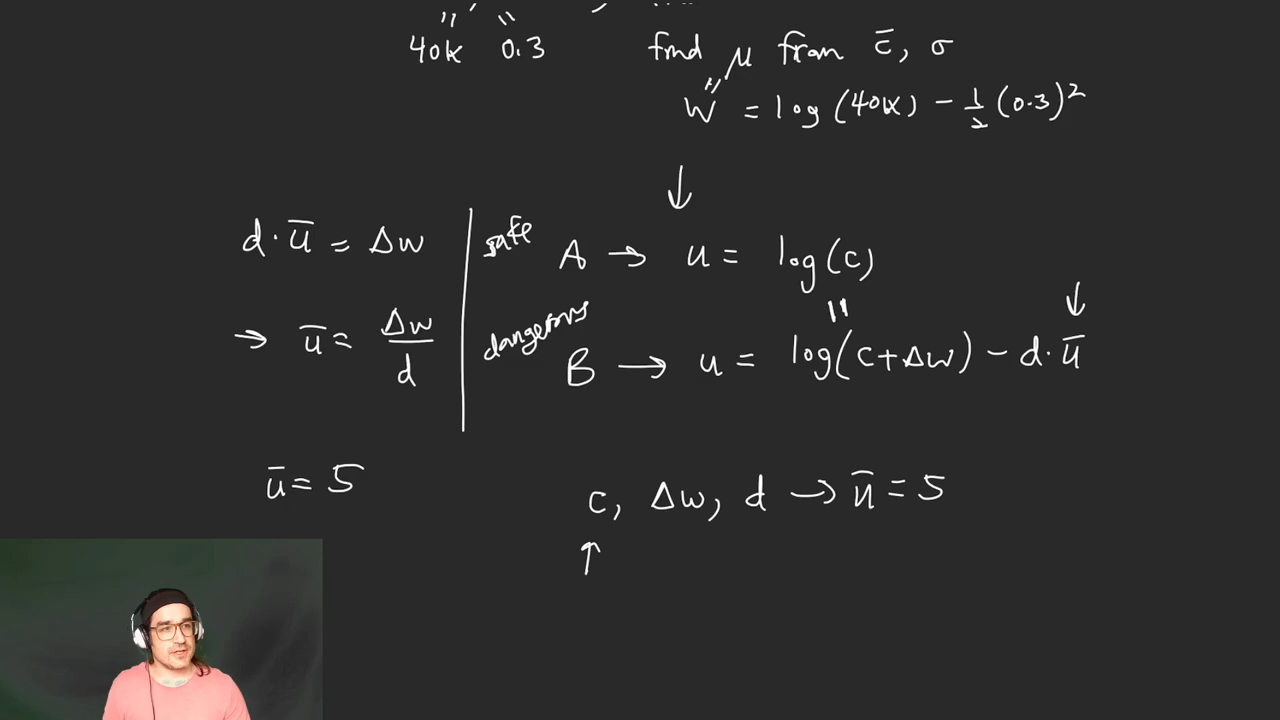 40k 0.3 find μ from c̅, σ
W = log(40k) - 1/2 (0.3)²
d · u̅ = Δw
⇒ u̅ = Δw/d
safe A → u = log(c)
dangerous B → u = log(c+Δw) - d · u̅
u̅ = 5
c, Δw, d → u̅ = 5